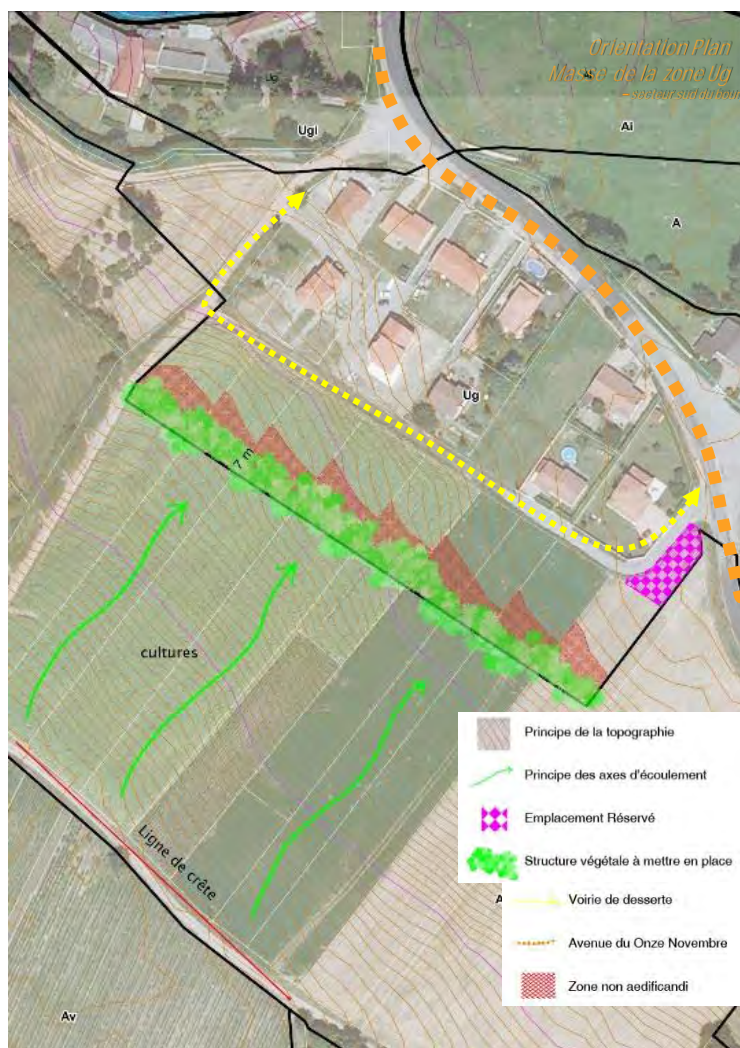 Orientation Plan
Masse de la zone Ug
Ug
Ugi
Ai
A
Ug
7 m
cultures
Ligne de crête
Av
Principe de la topographie
Principe des axes d'écoulement
Emplacement Réservé
Structure végétale à mettre en place
A
Voirie de desserte
Avenue du Onze Novembre
Zone non aedificandi